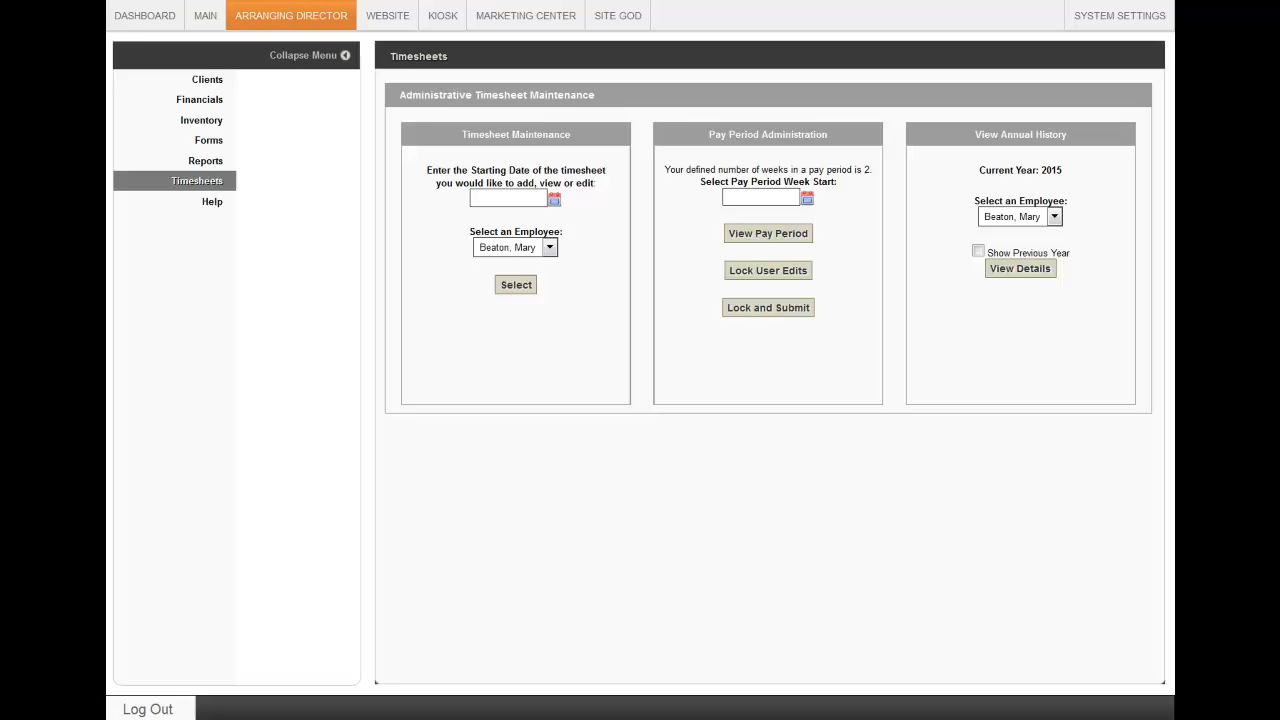 DASHBOARD MAIN ARRANGING DIRECTOR WEBSITE KIOSK MARKETING CENTER SITE GOD SYSTEM SETTINGS
Collapse Menu
Clients
Financials
Inventory
Forms
Reports
Timesheets
Help
Timesheets
Administrative Timesheet Maintenance
Timesheet Maintenance
Enter the Starting Date of the timesheet
you would like to add, view or edit:
Select an Employee:
Beaton, Mary
Select
Pay Period Administration
Your defined number of weeks in a pay period is 2.
Select Pay Period Week Start:
View Pay Period
Lock User Edits
Lock and Submit
View Annual History
Current Year: 2015
Select an Employee:
Beaton, Mary
Show Previous Year
View Details
Log Out